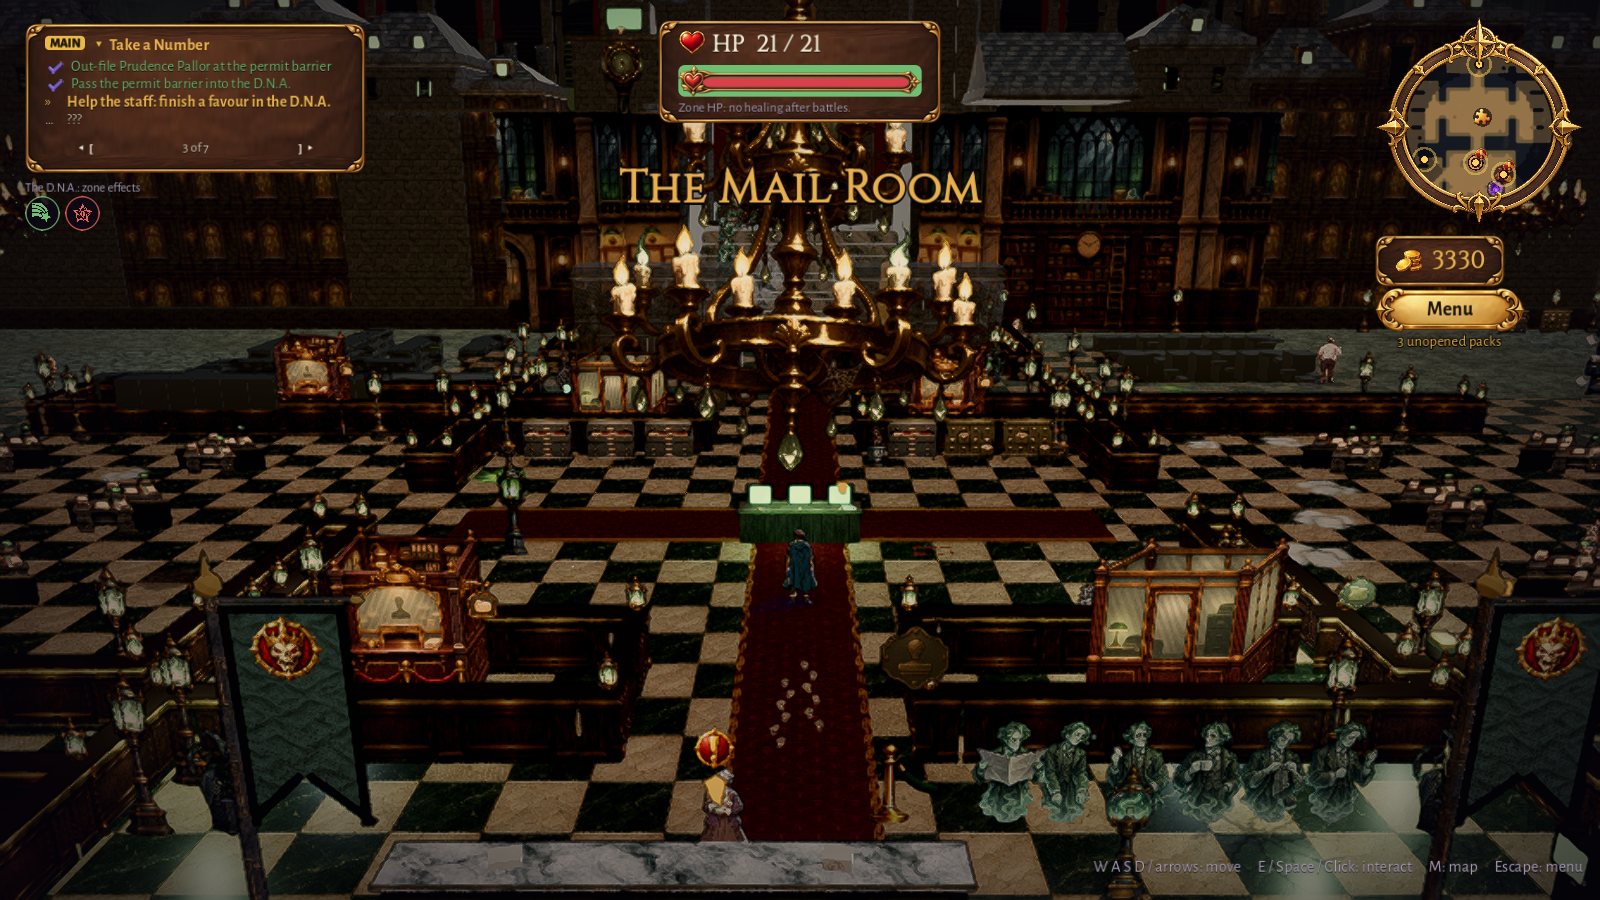 MAIN ▾ Take a Number
Out-file Prudence Pallor at the permit barrier
Pass the permit barrier into the D.N.A.
» Help the staff: finish a favour in the D.N.A.
... ???
◂ [ 3 of 7 ] ▸
The D.N.A.: zone effects
HP 21 / 21
Zone HP: no healing after battles.
THE MAIL ROOM
3330
Menu
3 unopened packs
W A S D / arrows: move E / Space / Click: interact M: map Escape: menu